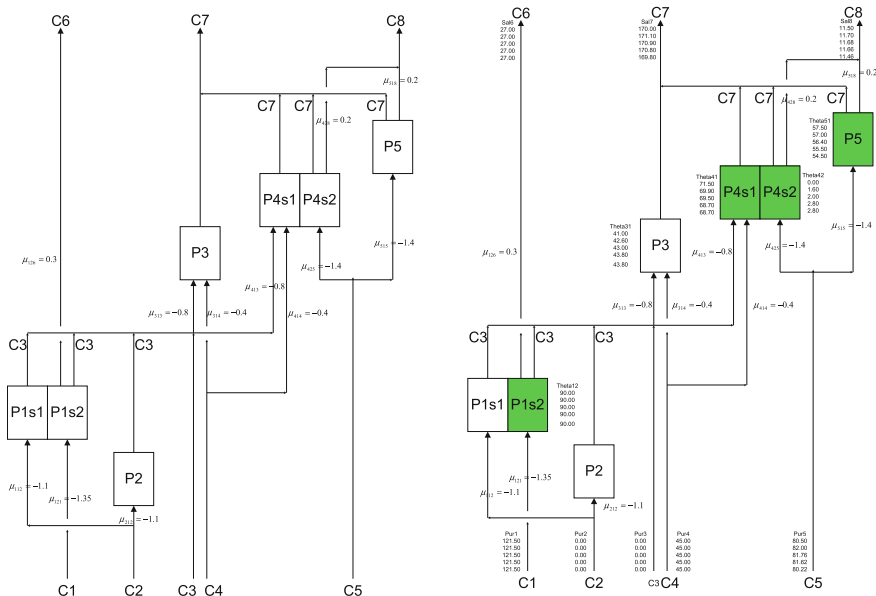 C6
C7
C8
μ518 = 0.2
C7
C7
C7
μ428 = 0.2
P5
P4s1
P4s2
P3
μ515 = −1.4
μ126 = 0.3
μ425 = −1.4
μ413 = −0.8
μ313 = −0.8
μ314 = −0.4
μ414 = −0.4
C3
C3
C3
P1s1
P1s2
P2
μ112 = −1.1
μ121 = −1.35
μ212 = −1.1
C1
C2
C3
C4
C5
C6
Sal6
27.00
27.00
27.00
27.00
27.00
C7
Sal7
170.00
171.10
170.90
170.80
169.80
C8
Sal8
11.50
11.70
11.68
11.66
11.46
μ518 = 0.2
C7
C7
C7
μ428 = 0.2
Theta51
57.50
57.00
56.40
55.50
54.50
P5
Theta41
71.50
69.90
69.50
68.70
68.70
P4s1
P4s2
Theta42
0.00
1.60
2.00
2.80
2.80
Theta31
41.00
42.60
43.00
43.80
43.80
P3
μ126 = 0.3
μ413 = −0.8
μ425 = −1.4
μ515 = −1.4
μ313 = −0.8
μ314 = −0.4
μ414 = −0.4
C3
C3
C3
P1s1
P1s2
Theta12
90.00
90.00
90.00
90.00
90.00
P2
μ121 = −1.35
μ112 = −1.1
μ212 = −1.1
Pur1
121.50
121.50
121.50
121.50
121.50
Pur2
0.00
0.00
0.00
0.00
0.00
Pur3
0.00
0.00
0.00
0.00
0.00
Pur4
45.00
45.00
45.00
45.00
45.00
Pur5
80.50
82.00
81.76
81.62
80.22
C1
C2
C3
C4
C5